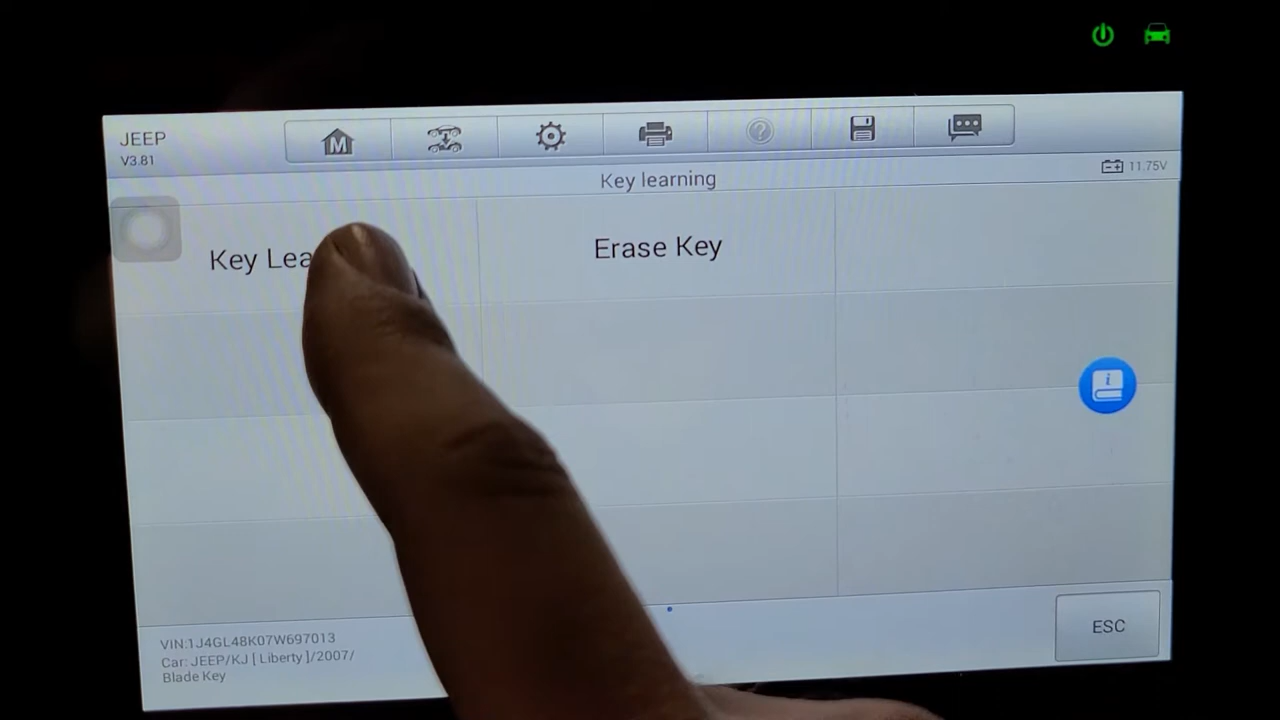 JEEP
V3.81
M
Key learning
11.75V
Key
Erase Key
i
ESC
VIN:1J4GL48K07W697013
Car: JEEP/KJ [ Liberty ]/2007/
Blade Key